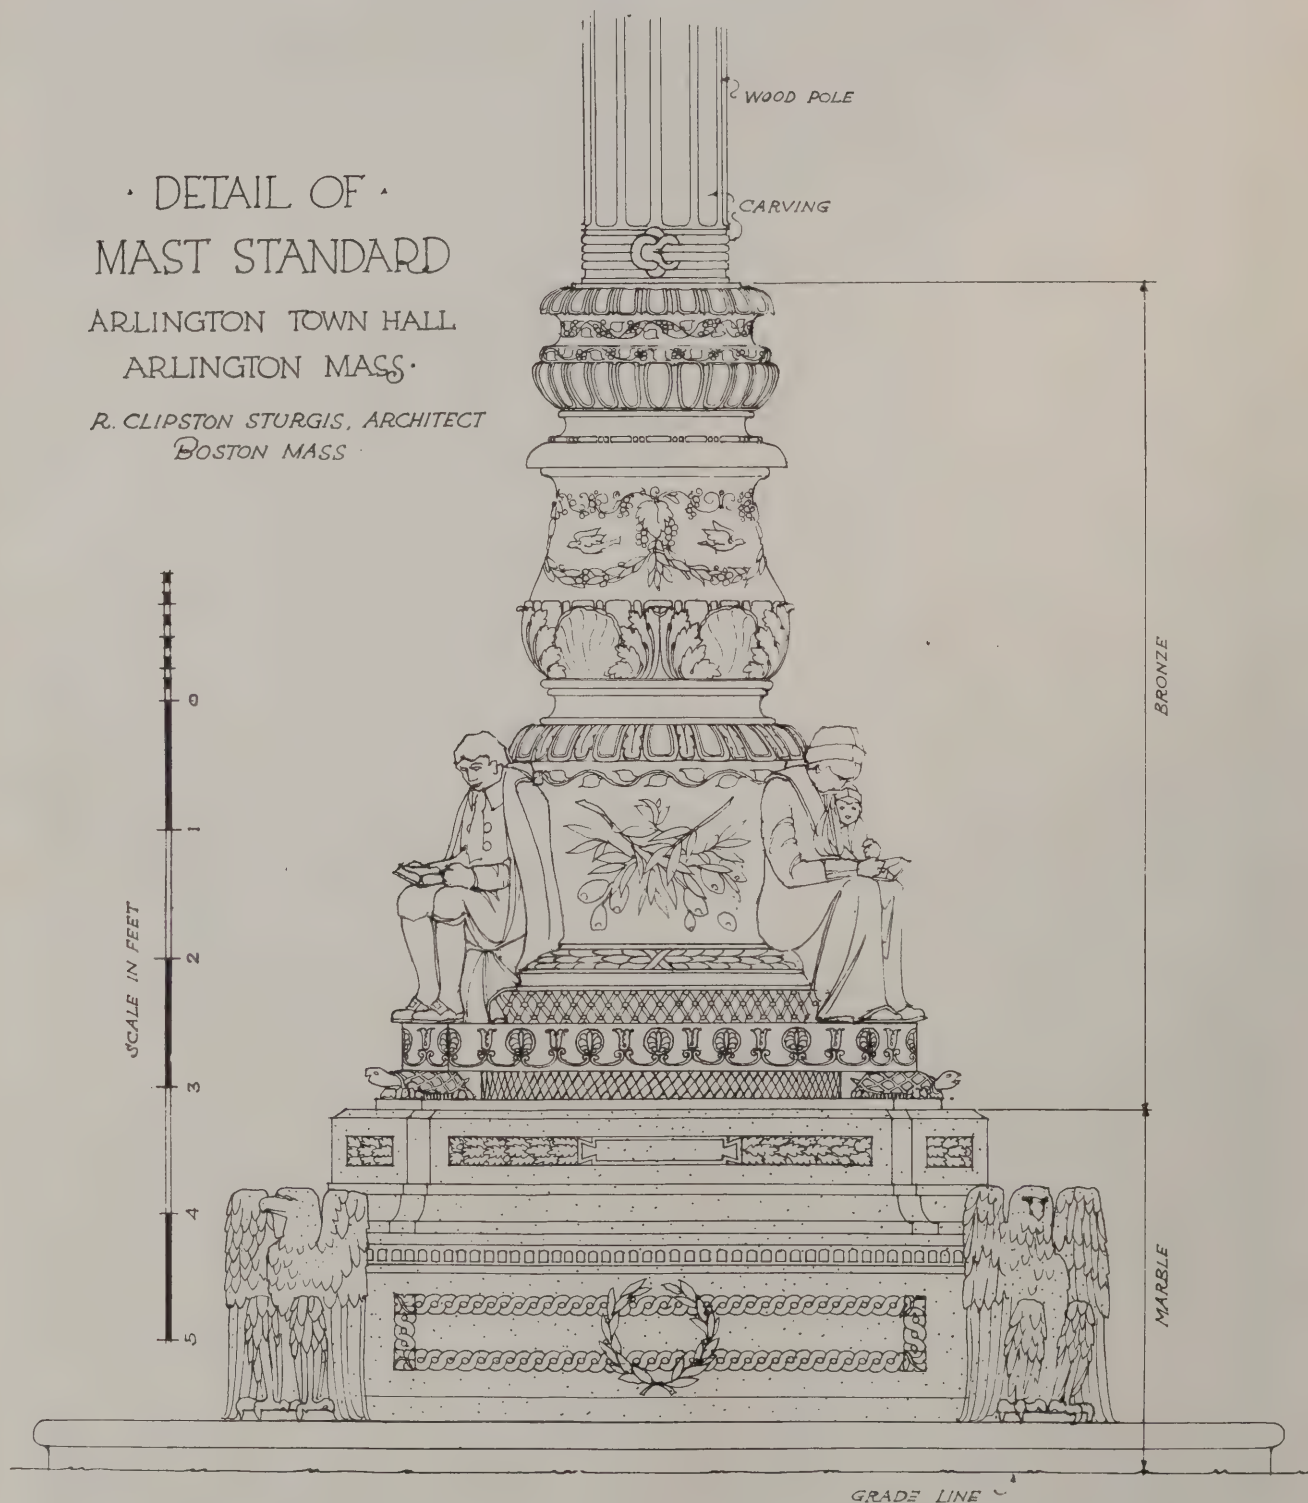 · DETAIL OF ·
MAST STANDARD
ARLINGTON TOWN HALL
ARLINGTON MASS·
R. CLIPSTON STURGIS, ARCHITECT
BOSTON MASS
WOOD POLE
CARVING
BRONZE
MARBLE
SCALE IN FEET
0
1
2
3
4
5
GRADE LINE